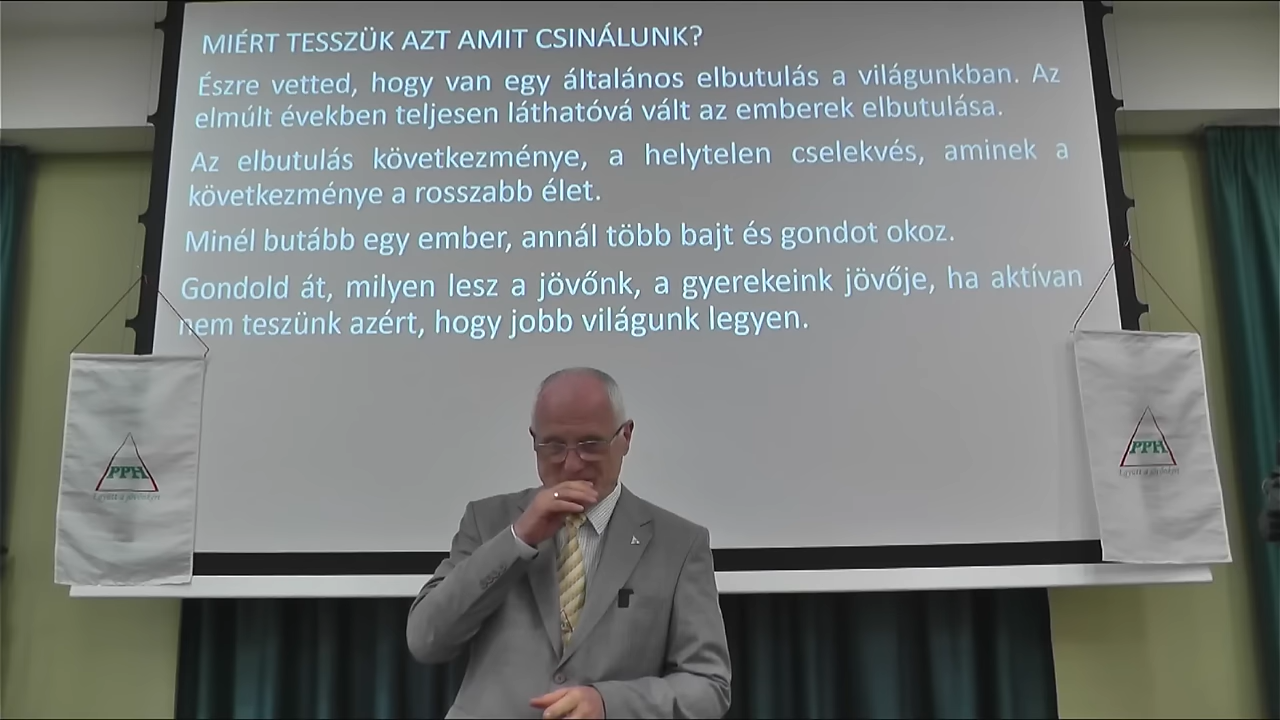 MIÉRT TESSZÜK AZT AMIT CSINÁLUNK?
Észre vetted, hogy van egy általános elbutulás a világunkban. Az
elmúlt években teljesen láthatóvá vált az emberek elbutulása.
Az elbutulás következménye, a helytelen cselekvés, aminek a
következménye a rosszabb élet.
Minél butább egy ember, annál több bajt és gondot okoz.
Gondold át, milyen lesz a jövőnk, a gyerekeink jövője, ha aktívan
nem teszünk azért, hogy jobb világunk legyen.
PPH
PPH